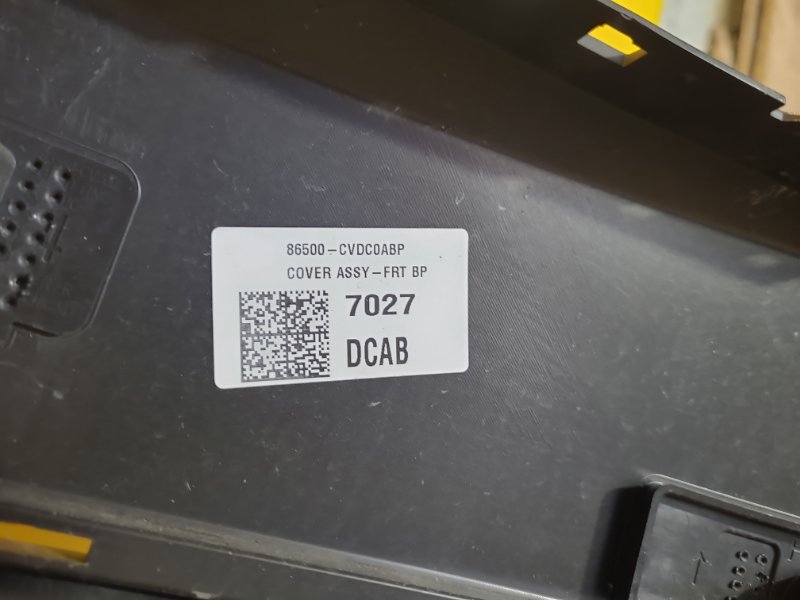 86500-CVDC0ABP
COVER ASSY-FRT BP
7027
DCAB